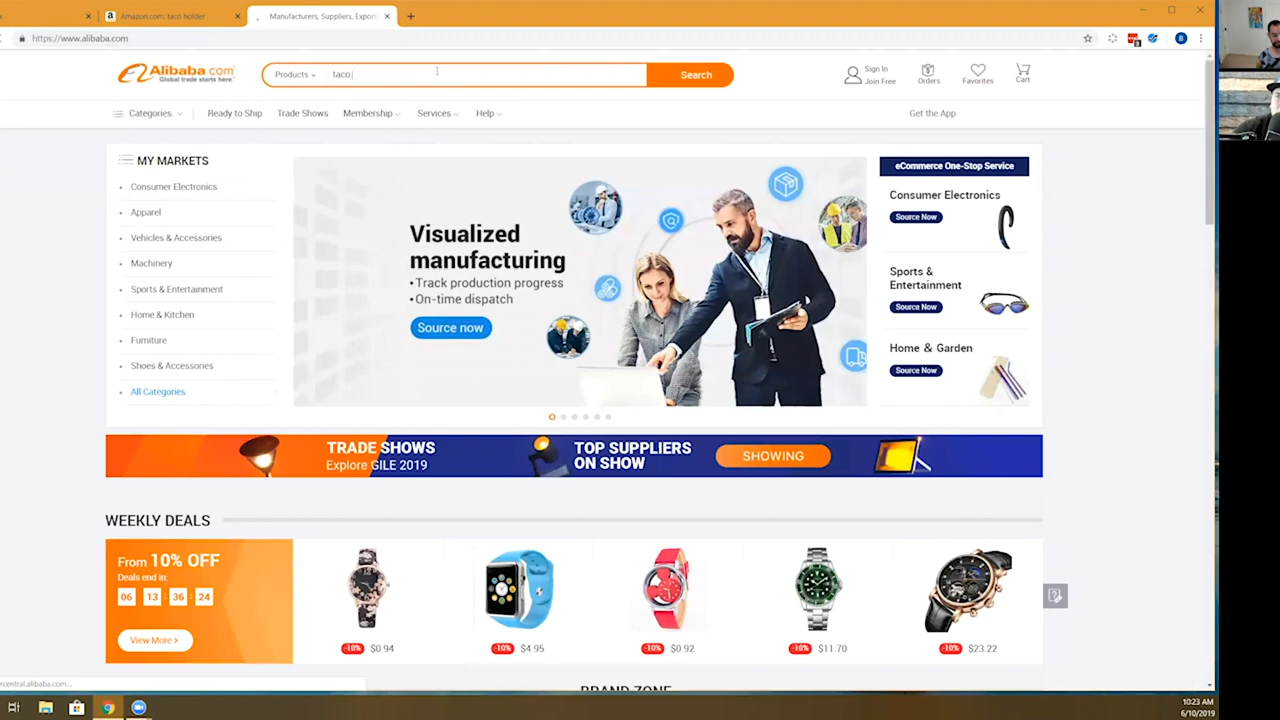 Amazon.com: taco holder
Manufacturers, Suppliers, Export
https://www.alibaba.com
3
B
Alibaba.com
Global trade starts here.™
Products
taco
Search
Sign In
Join Free
Orders
Favorites
Cart
Categories
Ready to Ship
Trade Shows
Membership
Services
Help
Get the App
MY MARKETS
Consumer Electronics
Apparel
Vehicles & Accessories
Machinery
Sports & Entertainment
Home & Kitchen
Furniture
Shoes & Accessories
All Categories
Visualized
manufacturing
•Track production progress
•On-time dispatch
Source now
eCommerce One-Stop Service
Consumer Electronics
Source Now
Sports &
Entertainment
Source Now
Home & Garden
Source Now
TRADE SHOWS
Explore GILE 2019
TOP SUPPLIERS
ON SHOW
SHOWING
WEEKLY DEALS
From 10% OFF
Deals end in:
06 13 36 24
View More >
-10% $0.94
-10% $4.95
-10% $0.92
-10% $11.70
-10% $23.22
rcentral.alibaba.com...
BRAND ZONE
10:23 AM
6/10/2019